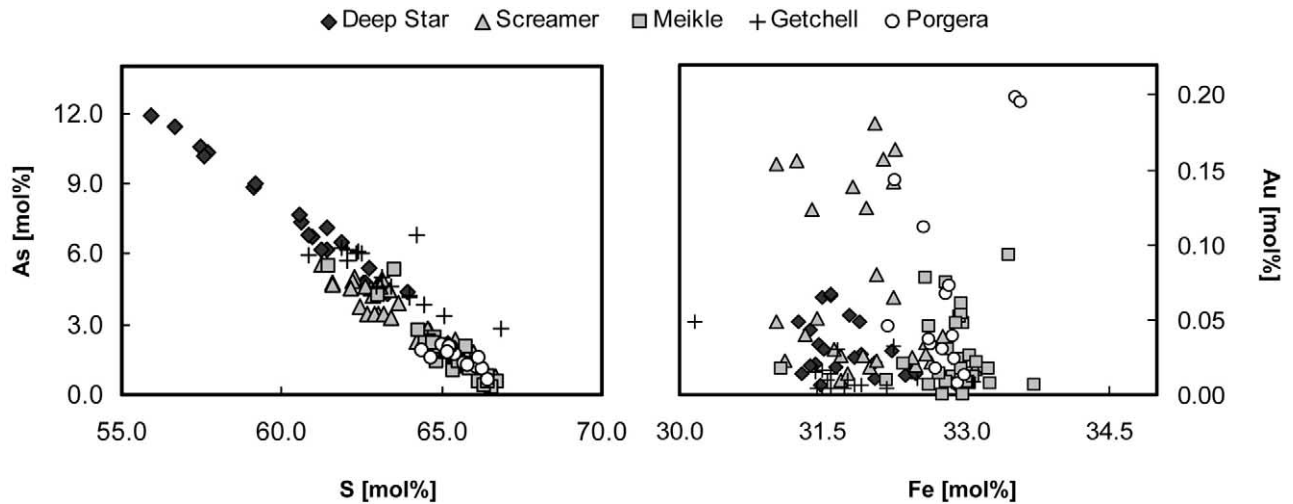 Deep Star Screamer Meikle Getchell Porgera
As [mol%]
12.0
9.0
6.0
3.0
0.0
55.0 60.0 65.0 70.0
S [mol%]
0.20
0.15
0.10
0.05
0.00
Au [mol%]
30.0 31.5 33.0 34.5
Fe [mol%]